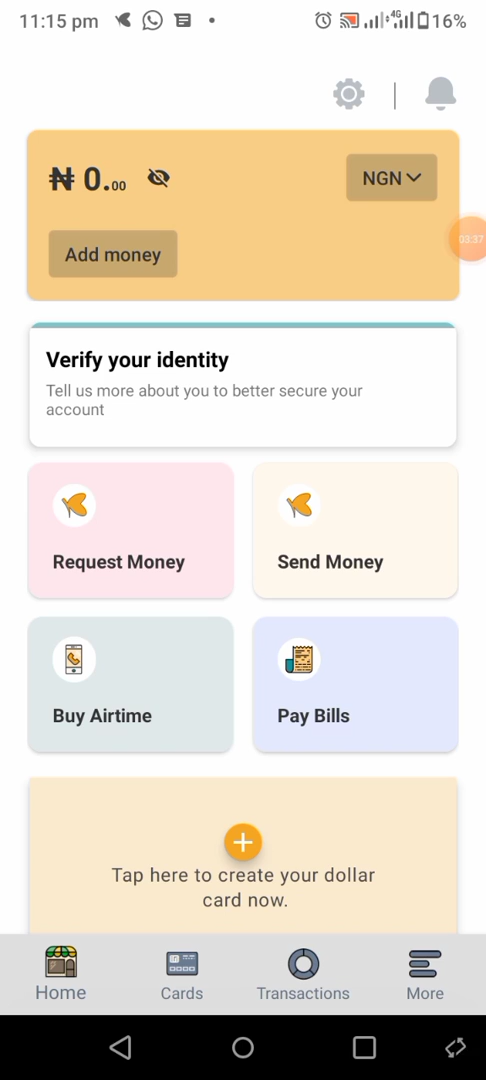 11:15 pm 4G 16%
₦ 0.00
NGN
03:37
Add money
Verify your identity
Tell us more about you to better secure your
account
Request Money
Send Money
Buy Airtime
Pay Bills
Tap here to create your dollar
card now.
Home
Cards
Transactions
More